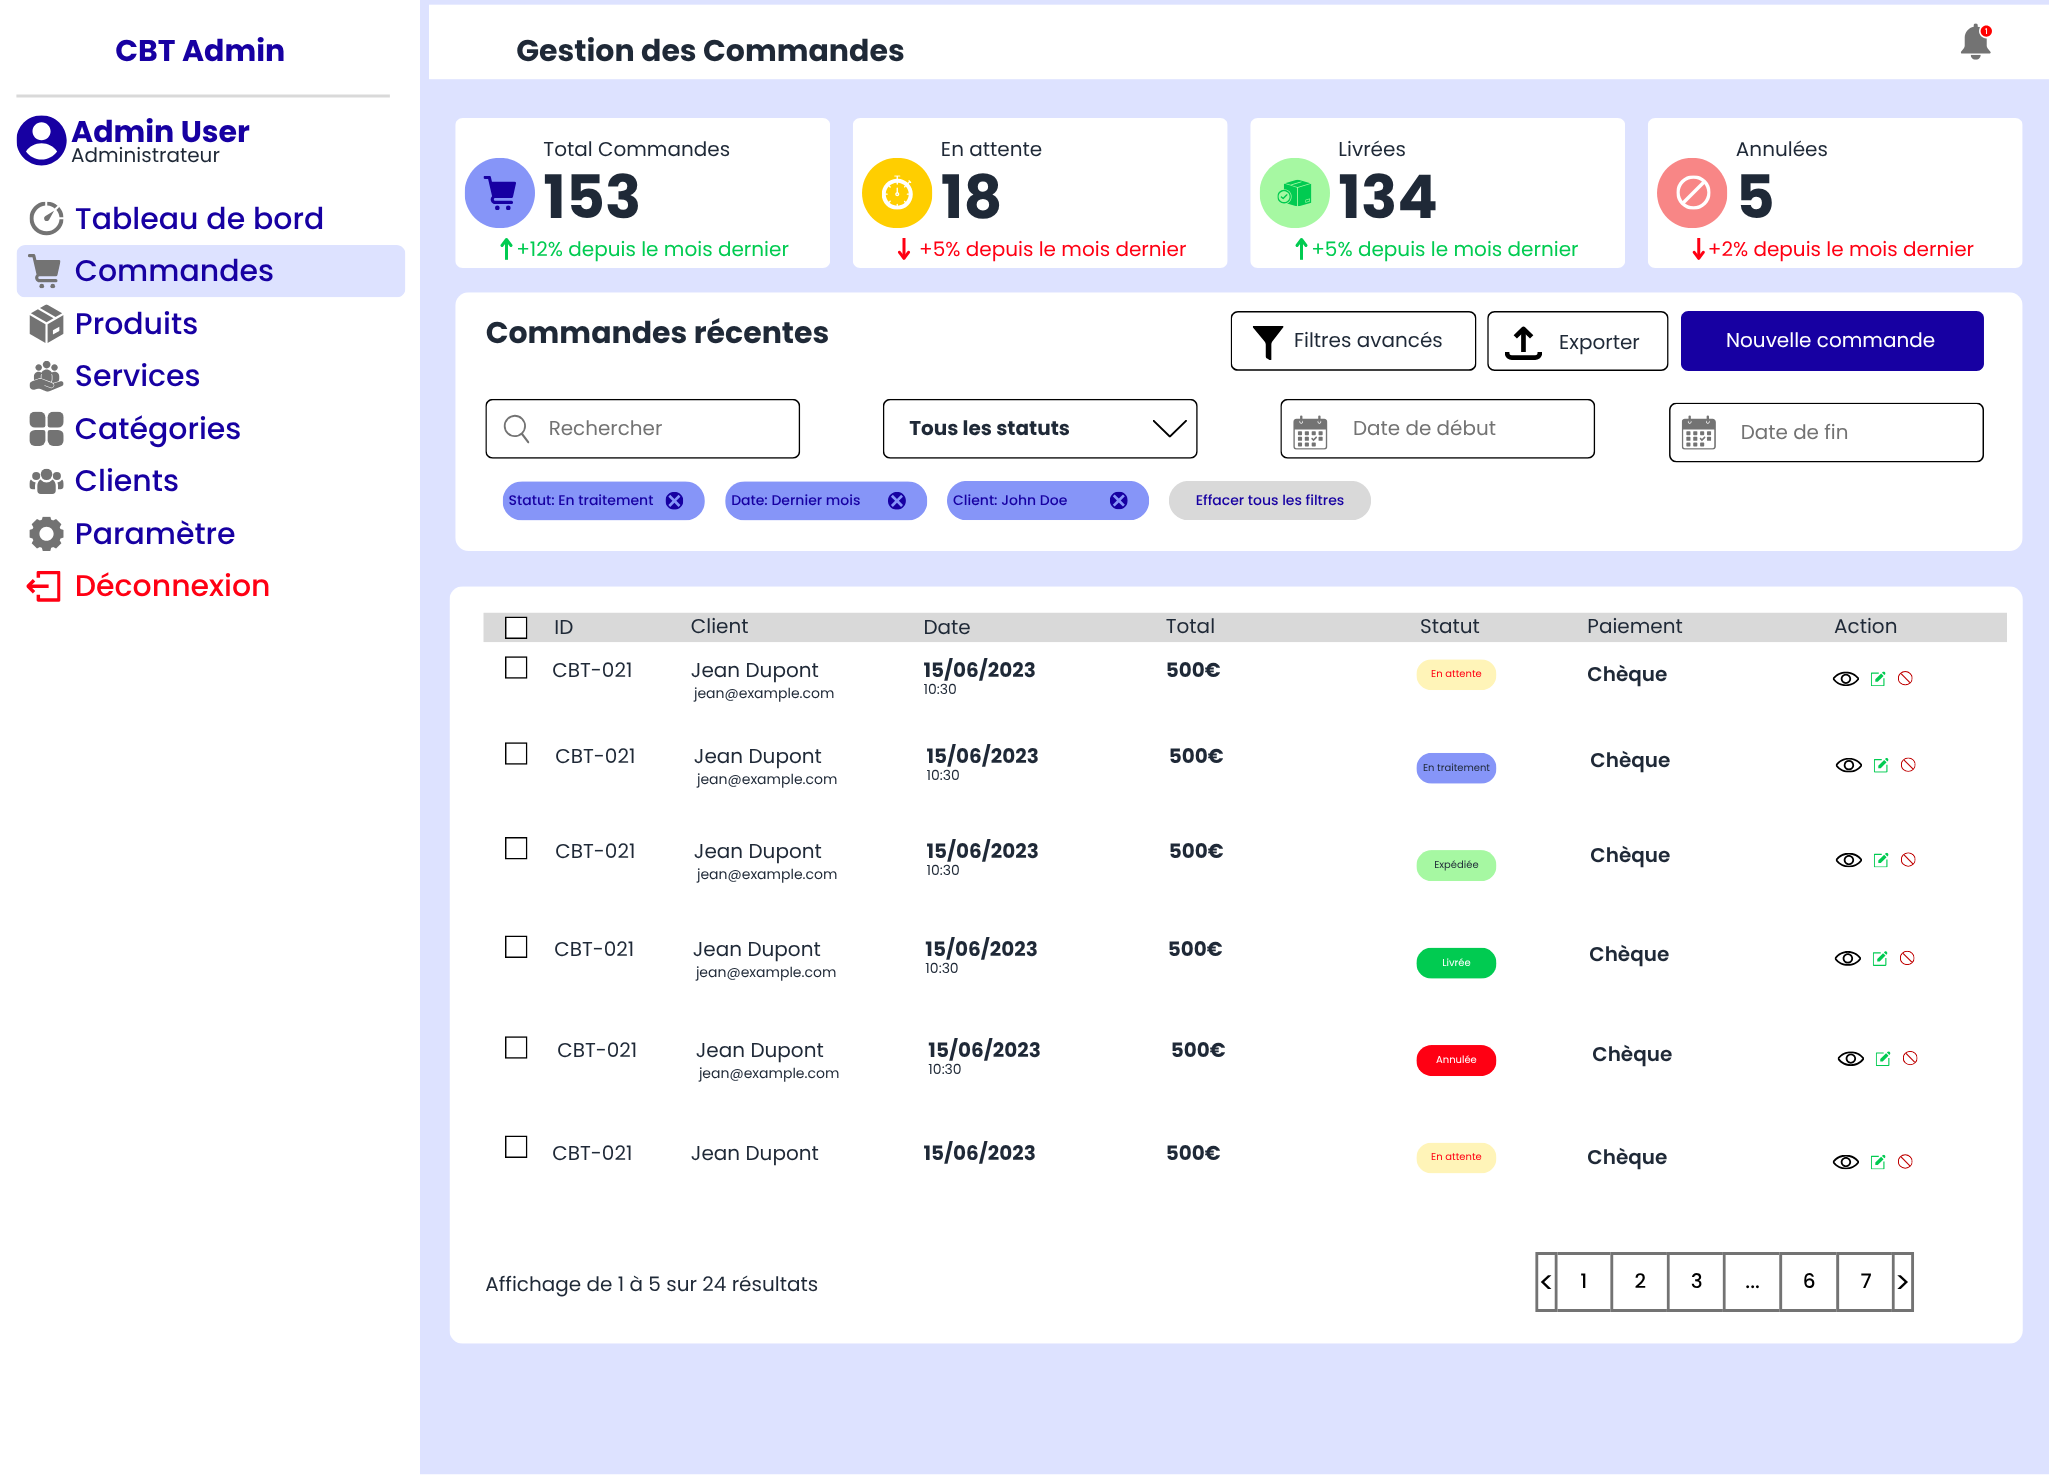 CBT Admin
Gestion des Commandes
1
Admin User
Administrateur
Tableau de bord
Commandes
Produits
Services
Catégories
Clients
Paramètre
Déconnexion
Total Commandes
153
+12% depuis le mois dernier
En attente
18
+5% depuis le mois dernier
Livrées
134
+5% depuis le mois dernier
Annulées
5
+2% depuis le mois dernier
Commandes récentes
Filtres avancés
Exporter
Nouvelle commande
Rechercher
Tous les statuts
Date de début
Date de fin
Statut: En traitement
Date: Dernier mois
Client: John Doe
Effacer tous les filtres
ID Client Date Total Statut Paiement Action
CBT-021 Jean Dupont 15/06/2023 500€ En attente Chèque
jean@example.com 10:30
CBT-021 Jean Dupont 15/06/2023 500€ En traitement Chèque
jean@example.com 10:30
CBT-021 Jean Dupont 15/06/2023 500€ Expédiée Chèque
jean@example.com 10:30
CBT-021 Jean Dupont 15/06/2023 500€ Livrée Chèque
jean@example.com 10:30
CBT-021 Jean Dupont 15/06/2023 500€ Annulée Chèque
jean@example.com 10:30
CBT-021 Jean Dupont 15/06/2023 500€ En attente Chèque
Affichage de 1 à 5 sur 24 résultats
< 1 2 3 ... 6 7 >